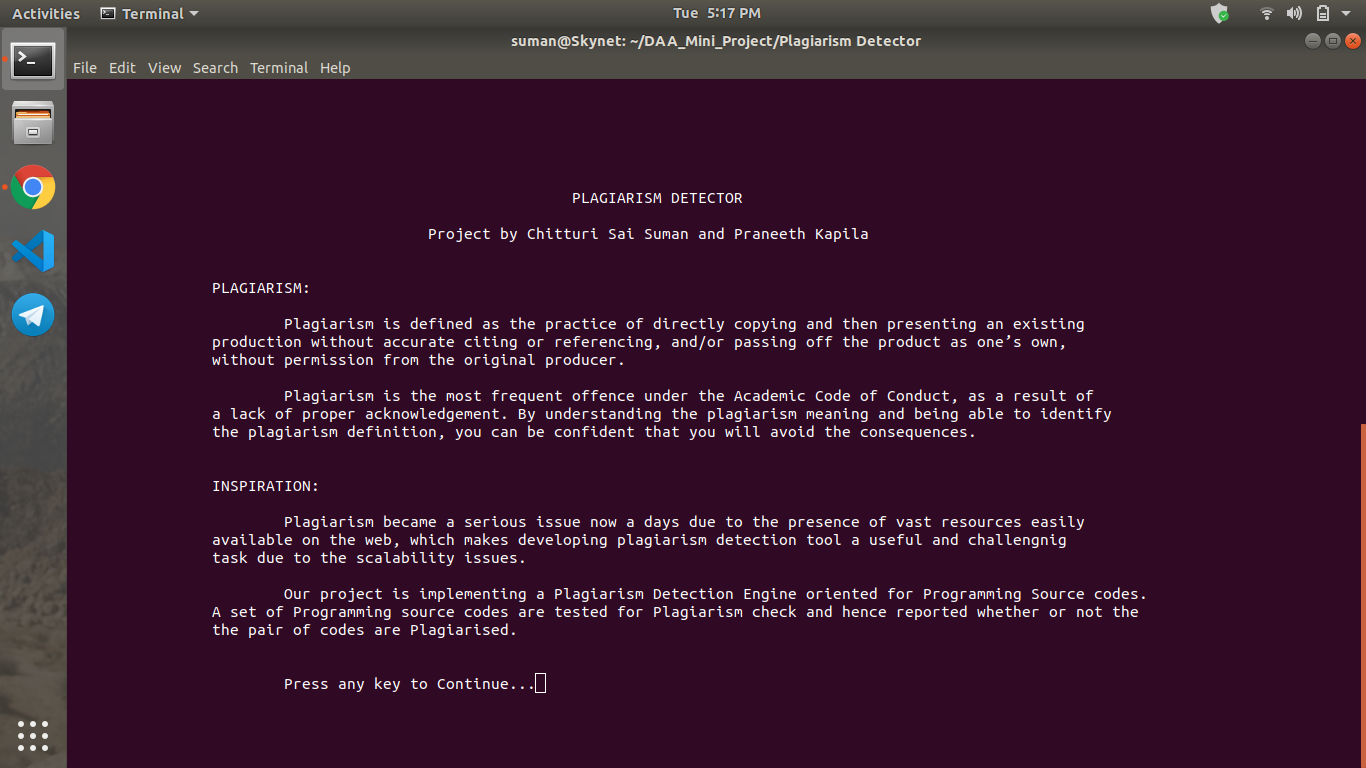 Activities Terminal Tue 5:17 PM
suman@Skynet: ~/DAA_Mini_Project/Plagiarism Detector
File Edit View Search Terminal Help
PLAGIARISM DETECTOR
Project by Chitturi Sai Suman and Praneeth Kapila
PLAGIARISM:
Plagiarism is defined as the practice of directly copying and then presenting an existing
production without accurate citing or referencing, and/or passing off the product as one’s own,
without permission from the original producer.
Plagiarism is the most frequent offence under the Academic Code of Conduct, as a result of
a lack of proper acknowledgement. By understanding the plagiarism meaning and being able to identify
the plagiarism definition, you can be confident that you will avoid the consequences.
INSPIRATION:
Plagiarism became a serious issue now a days due to the presence of vast resources easily
available on the web, which makes developing plagiarism detection tool a useful and challengnig
task due to the scalability issues.
Our project is implementing a Plagiarism Detection Engine oriented for Programming Source codes.
A set of Programming source codes are tested for Plagiarism check and hence reported whether or not the
the pair of codes are Plagiarised.
Press any key to Continue...